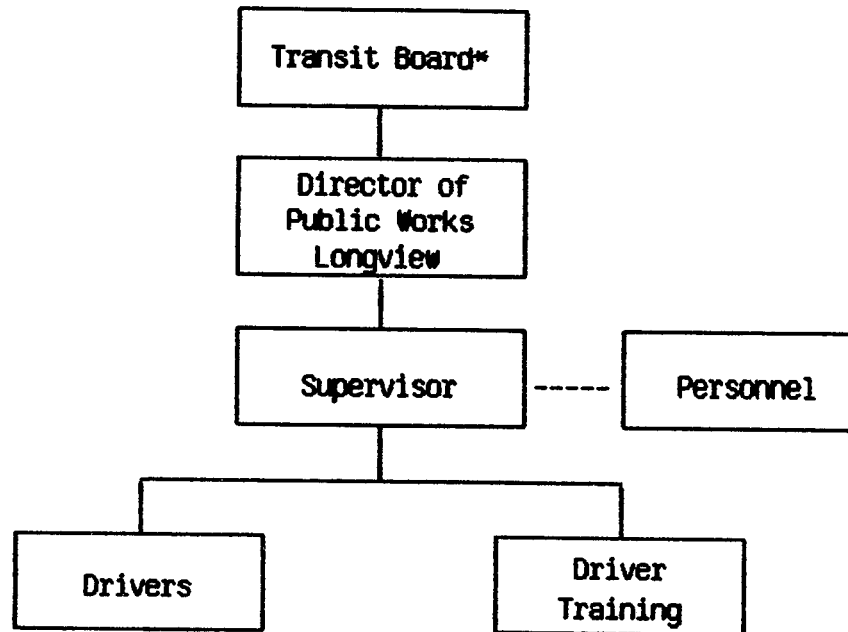 Transit Board*
Director of
Public Works
Longview
Supervisor
Personnel
Drivers
Driver
Training